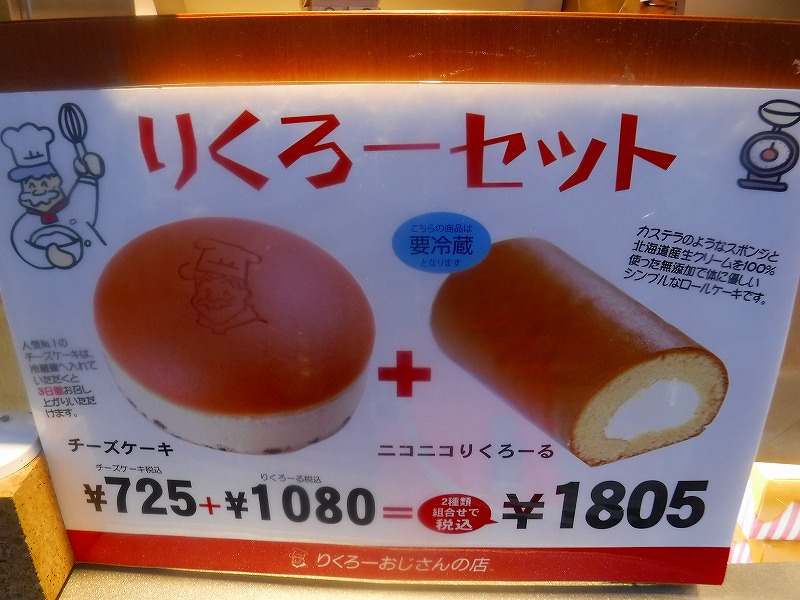 りくろーセット
こちらの商品は
要冷蔵
となります
カステラのようなスポンジと
北海道産生クリームを100%
使った無添加で体に優しい
シンプルなロールケーキです。
人気No.1の
チーズケーキは、
冷蔵庫へ入れて
いただくと
3日間お召し
上がりいただ
けます。
チーズケーキ
ニコニコりくろーる
チーズケーキ税込
りくろーる税込
¥725+¥1080=
2種類
組合せで
税込
¥1805
りくろーおじさんの店